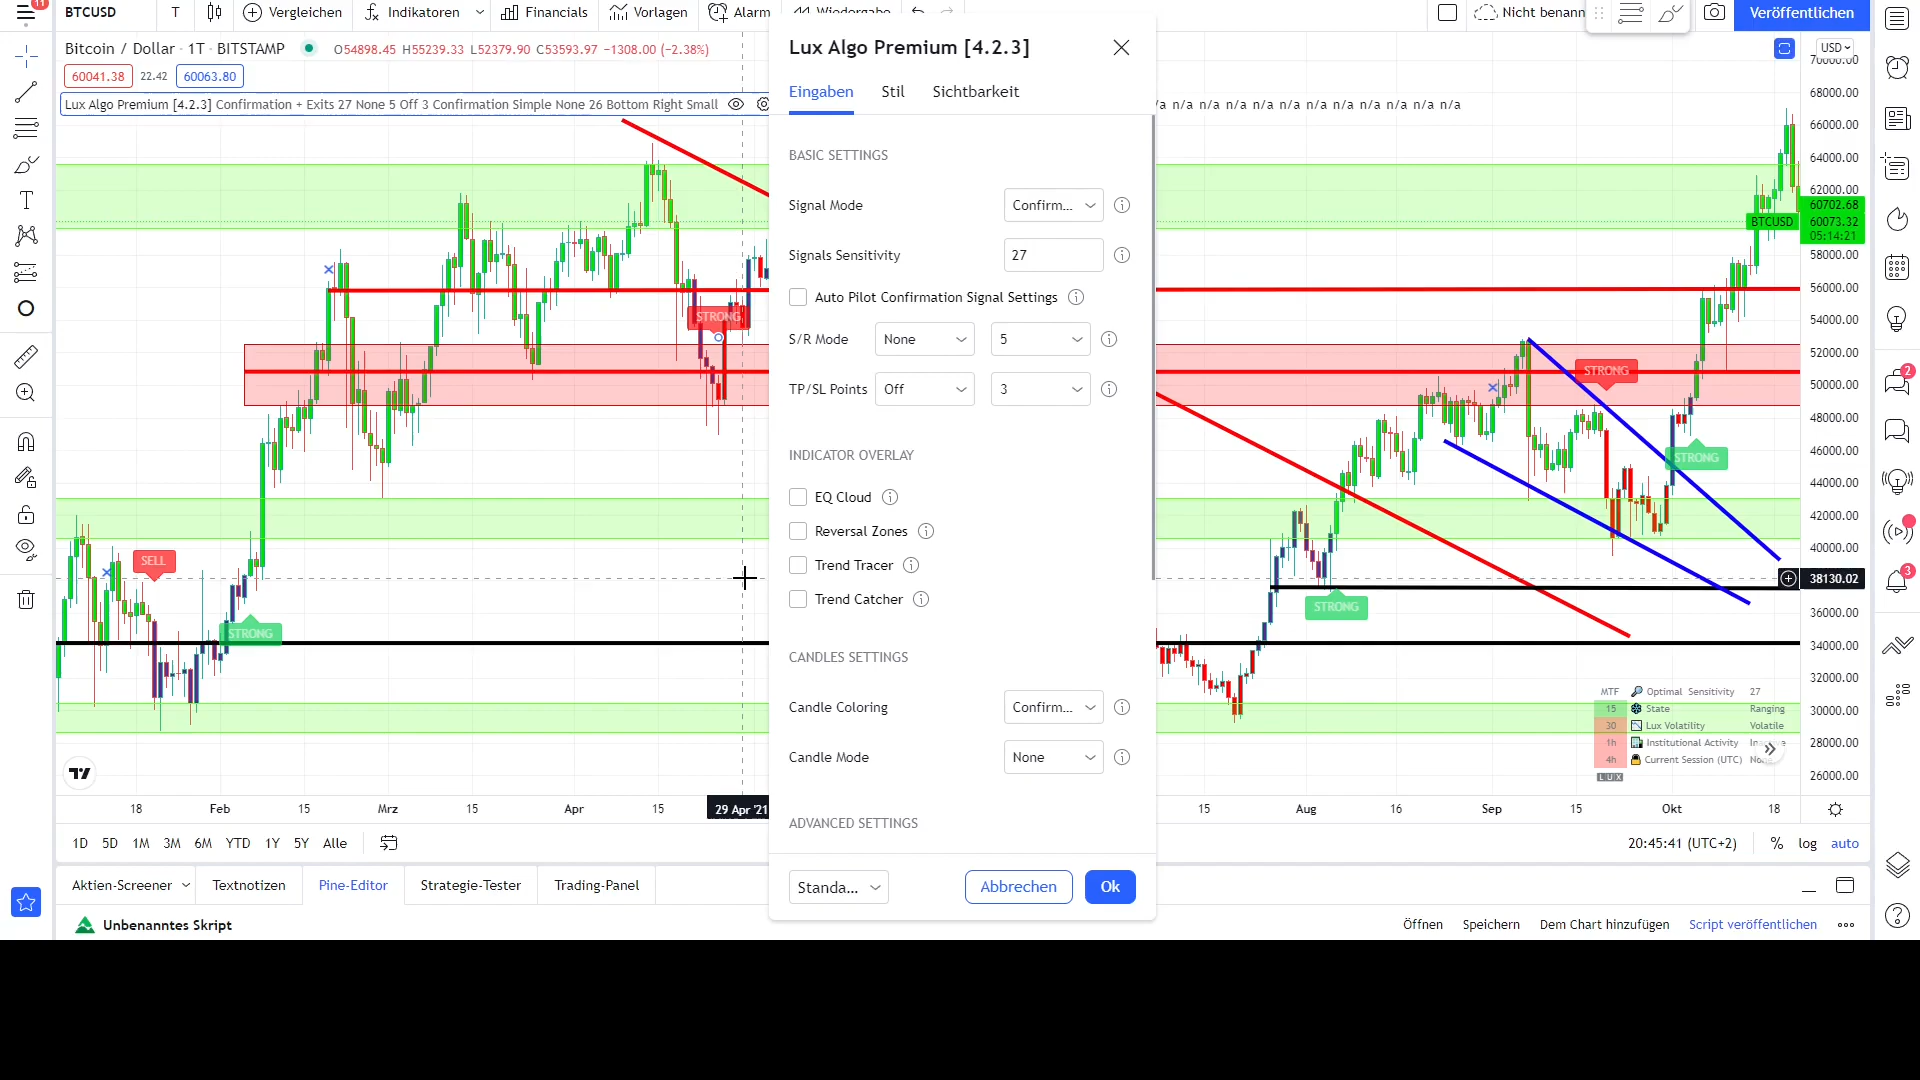 11
BTCUSD
T
Vergleichen
Indikatoren
Financials
Vorlagen
Alarm
Wiedergabe
Nicht benann
Veröffentlichen
Bitcoin / Dollar · 1T · BITSTAMP
O54898.45 H55239.33 L52379.90 C53593.97 −1308.00 (−2.38%)
60041.38
22.42
60063.80
Lux Algo Premium [4.2.3] Confirmation + Exits 27 None 5 Off 3 Confirmation Simple None 26 Bottom Right Small
n/a n/a n/a n/a n/a n/a n/a n/a n/a n/a n/a
Lux Algo Premium [4.2.3]
Eingaben
Stil
Sichtbarkeit
BASIC SETTINGS
Signal Mode
Confirm...
Signals Sensitivity
27
Auto Pilot Confirmation Signal Settings
S/R Mode
None
5
TP/SL Points
Off
3
INDICATOR OVERLAY
EQ Cloud
Reversal Zones
Trend Tracer
Trend Catcher
CANDLES SETTINGS
Candle Coloring
Confirm...
Candle Mode
None
ADVANCED SETTINGS
Standa...
Abbrechen
Ok
SELL
STRONG
STRONG
STRONG
STRONG
STRONG
USD
70000.00
68000.00
66000.00
64000.00
62000.00
60702.68
BTCUSD
60073.32
05:14:21
58000.00
56000.00
54000.00
52000.00
50000.00
48000.00
46000.00
44000.00
42000.00
40000.00
38130.02
36000.00
34000.00
32000.00
30000.00
28000.00
26000.00
MTF
Optimal Sensitivity
27
15
State
Ranging
30
Lux Volatility
Volatile
1h
Institutional Activity
4h
Current Session (UTC)
LUX
18
Feb
15
Mrz
15
Apr
15
29 Apr '21
15
Aug
16
Sep
15
Okt
18
1D
5D
1M
3M
6M
YTD
1Y
5Y
Alle
20:45:41 (UTC+2)
%
log
auto
Aktien-Screener
Textnotizen
Pine-Editor
Strategie-Tester
Trading-Panel
Unbenanntes Skript
Öffnen
Speichern
Dem Chart hinzufügen
Script veröffentlichen
2
3